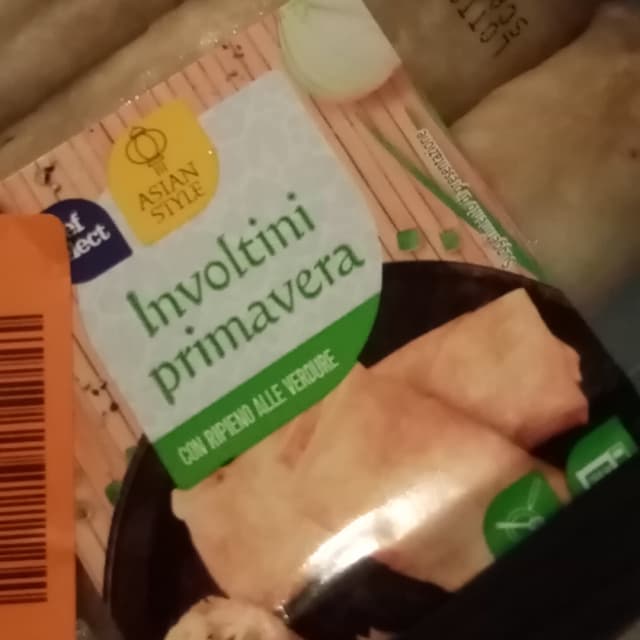 ASIAN
STYLE
Involtini
primavera
CON RIPIENO ALLE VERDURE